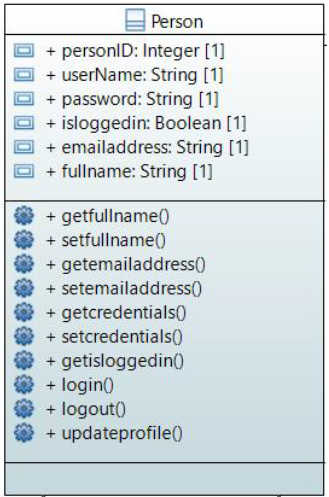 Person
+ personID: Integer [1]
+ userName: String [1]
+ password: String [1]
+ isloggedin: Boolean [1]
+ emailaddress: String [1]
+ fullname: String [1]
+ getfullname()
+ setfullname()
+ getemailaddress()
+ setemailaddress()
+ getcredentials()
+ setcredentials()
+ getisloggedin()
+ login()
+ logout()
+ updateprofile()